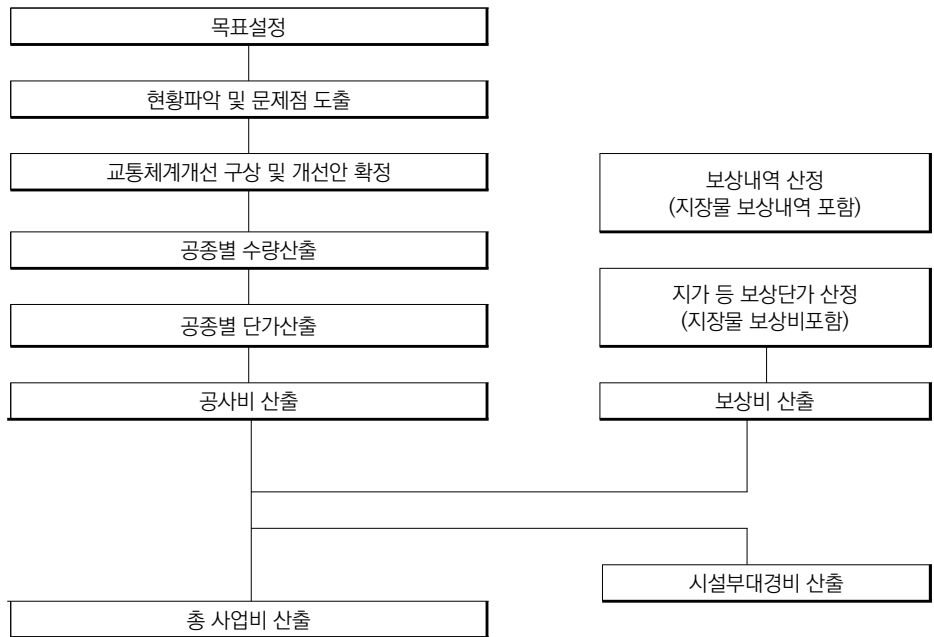 목표설정
현황파악 및 문제점 도출
교통체계개선 구상 및 개선안 확정
공종별 수량산출
공종별 단가산출
공사비 산출
보상내역 산정
(지장물 보상내역 포함)
지가 등 보상단가 산정
(지장물 보상비포함)
보상비 산출
시설부대경비 산출
총 사업비 산출